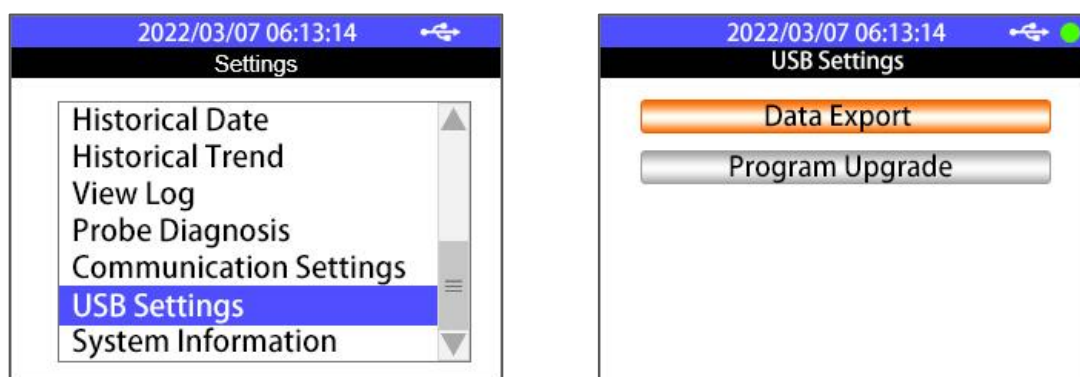 2022/03/07 06:13:14
Settings
Historical Date
Historical Trend
View Log
Probe Diagnosis
Communication Settings
USB Settings
System Information
2022/03/07 06:13:14
USB Settings
Data Export
Program Upgrade